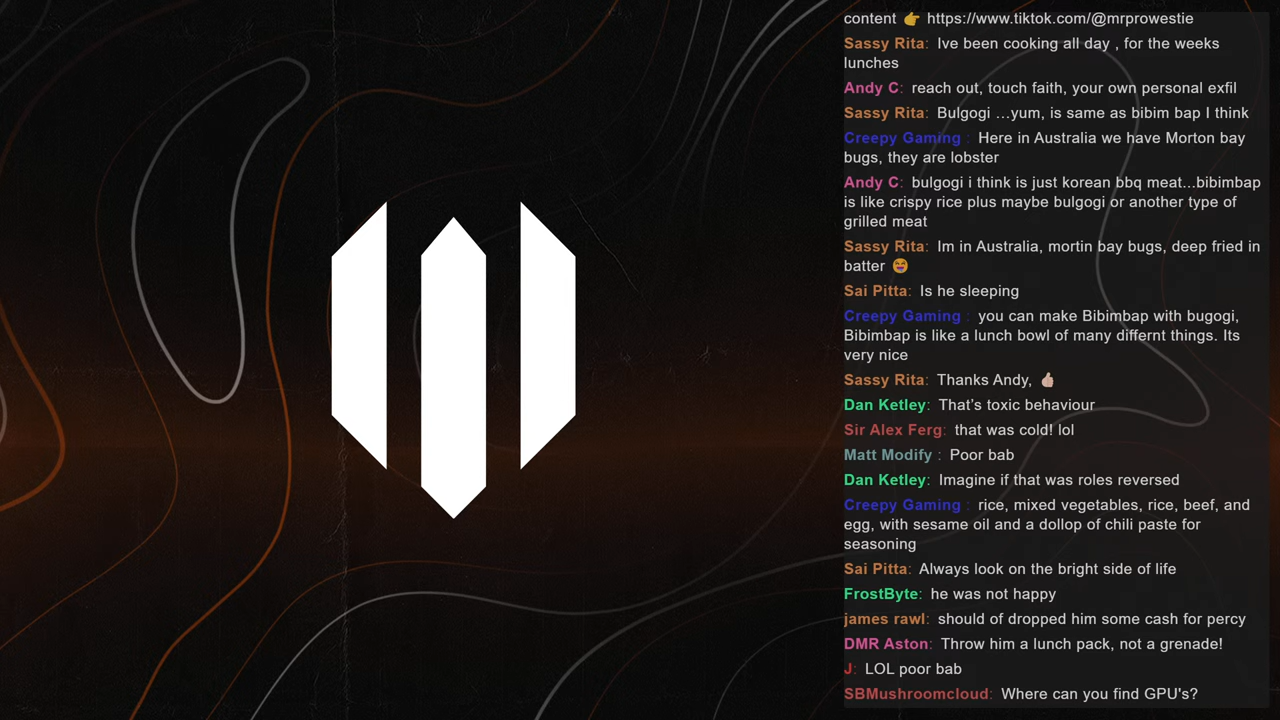 content 👉 https://www.tiktok.com/@mrprowestie
Sassy Rita: Ive been cooking all day , for the weeks
lunches
Andy C: reach out, touch faith, your own personal exfil
Sassy Rita: Bulgogi ...yum, is same as bibim bap I think
Creepy Gaming : Here in Australia we have Morton bay
bugs, they are lobster
Andy C: bulgogi i think is just korean bbq meat...bibimbap
is like crispy rice plus maybe bulgogi or another type of
grilled meat
Sassy Rita: Im in Australia, mortin bay bugs, deep fried in
batter 😄
Sai Pitta: Is he sleeping
Creepy Gaming : you can make Bibimbap with bugogi,
Bibimbap is like a lunch bowl of many differnt things. Its
very nice
Sassy Rita: Thanks Andy, 👍🏼
Dan Ketley: That’s toxic behaviour
Sir Alex Ferg: that was cold! lol
Matt Modify : Poor bab
Dan Ketley: Imagine if that was roles reversed
Creepy Gaming : rice, mixed vegetables, rice, beef, and
egg, with sesame oil and a dollop of chili paste for
seasoning
Sai Pitta: Always look on the bright side of life
FrostByte: he was not happy
james rawl: should of dropped him some cash for percy
DMR Aston: Throw him a lunch pack, not a grenade!
J: LOL poor bab
SBMushroomcloud: Where can you find GPU's?